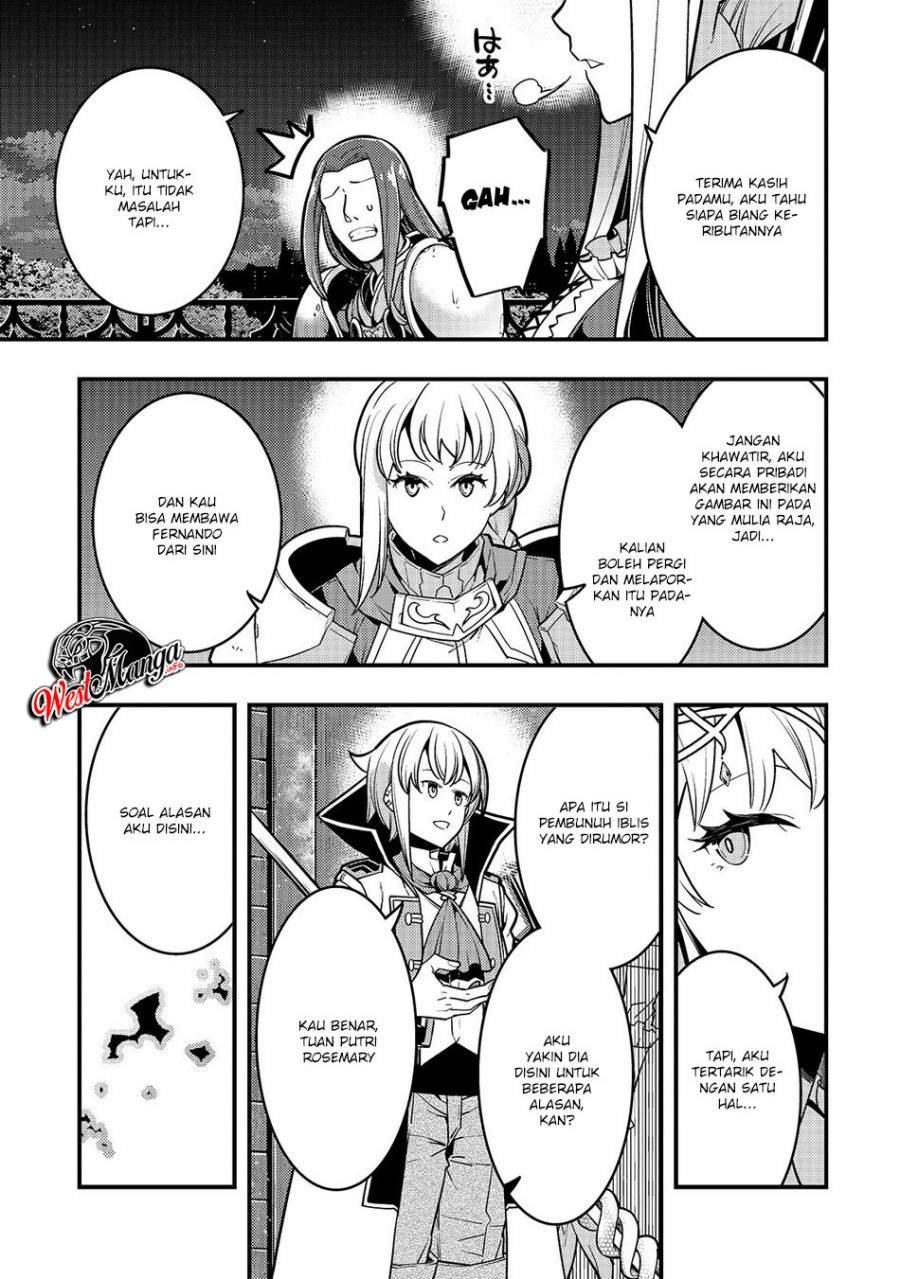 TERIMA KASIH
PADAMU, AKU TAHU
SIAPA BIANG KE-
RIBUTANNYA
はぁ…
GAH...
YAH, UNTUK-
KU, ITU TIDAK
MASALAH
TAPI...
JANGAN
KHAWATIR, AKU
SECARA PRIBADI
AKAN MEMBERIKAN
GAMBAR INI PADA
YANG MULIA RAJA,
JADI...
KALIAN
BOLEH PERGI
DAN MELAPOR-
KAN ITU PADA-
NYA
DAN KAU
BISA MEMBAWA
FERNANDO
DARI SINI
WestManga
.info
TAPI, AKU
TERTARIK DE-
NGAN SATU
HAL...
APA ITU SI
PEMBUNUH IBLIS
YANG DIRUMOR?
AKU
YAKIN DIA
DISINI UNTUK
BEBERAPA
ALASAN,
KAN?
KAU BENAR,
TUAN PUTRI
ROSEMARY
SOAL ALASAN
AKU DISINI...